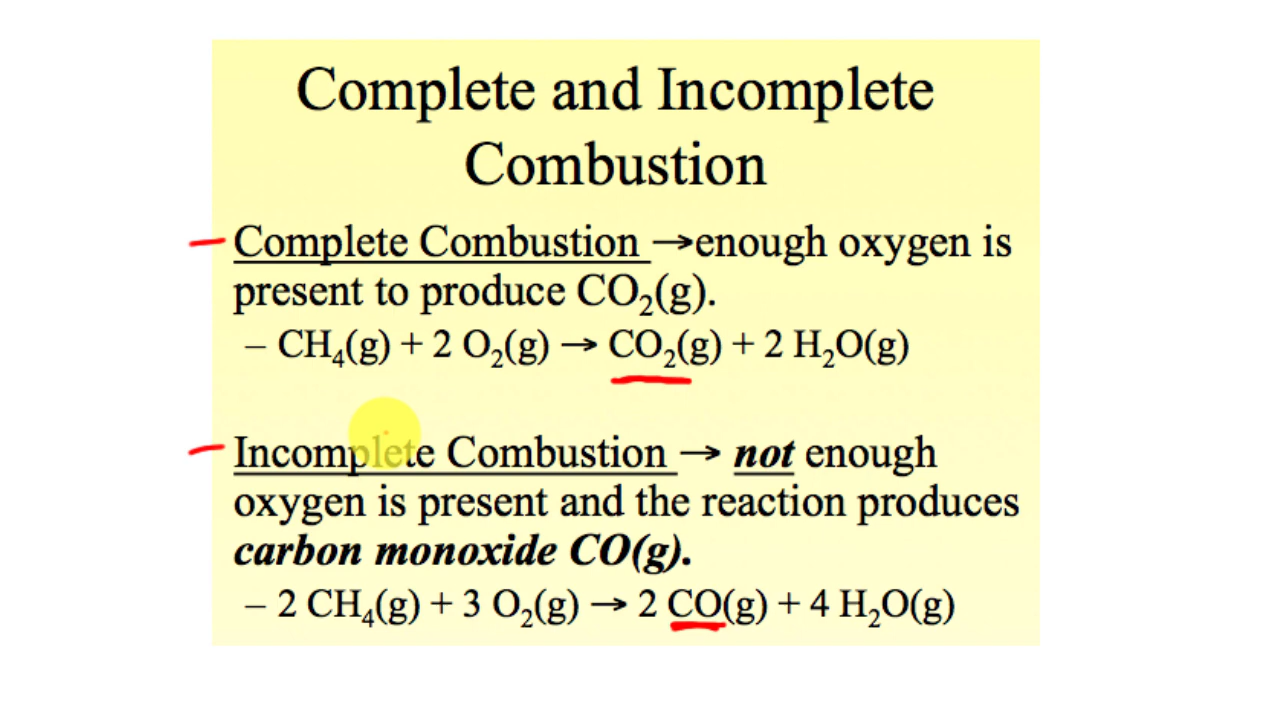 Complete and Incomplete
Combustion
Complete Combustion →enough oxygen is
present to produce CO₂(g).
– CH₄(g) + 2 O₂(g) → CO₂(g) + 2 H₂O(g)
Incomplete Combustion → not enough
oxygen is present and the reaction produces
carbon monoxide CO(g).
– 2 CH₄(g) + 3 O₂(g) → 2 CO(g) + 4 H₂O(g)